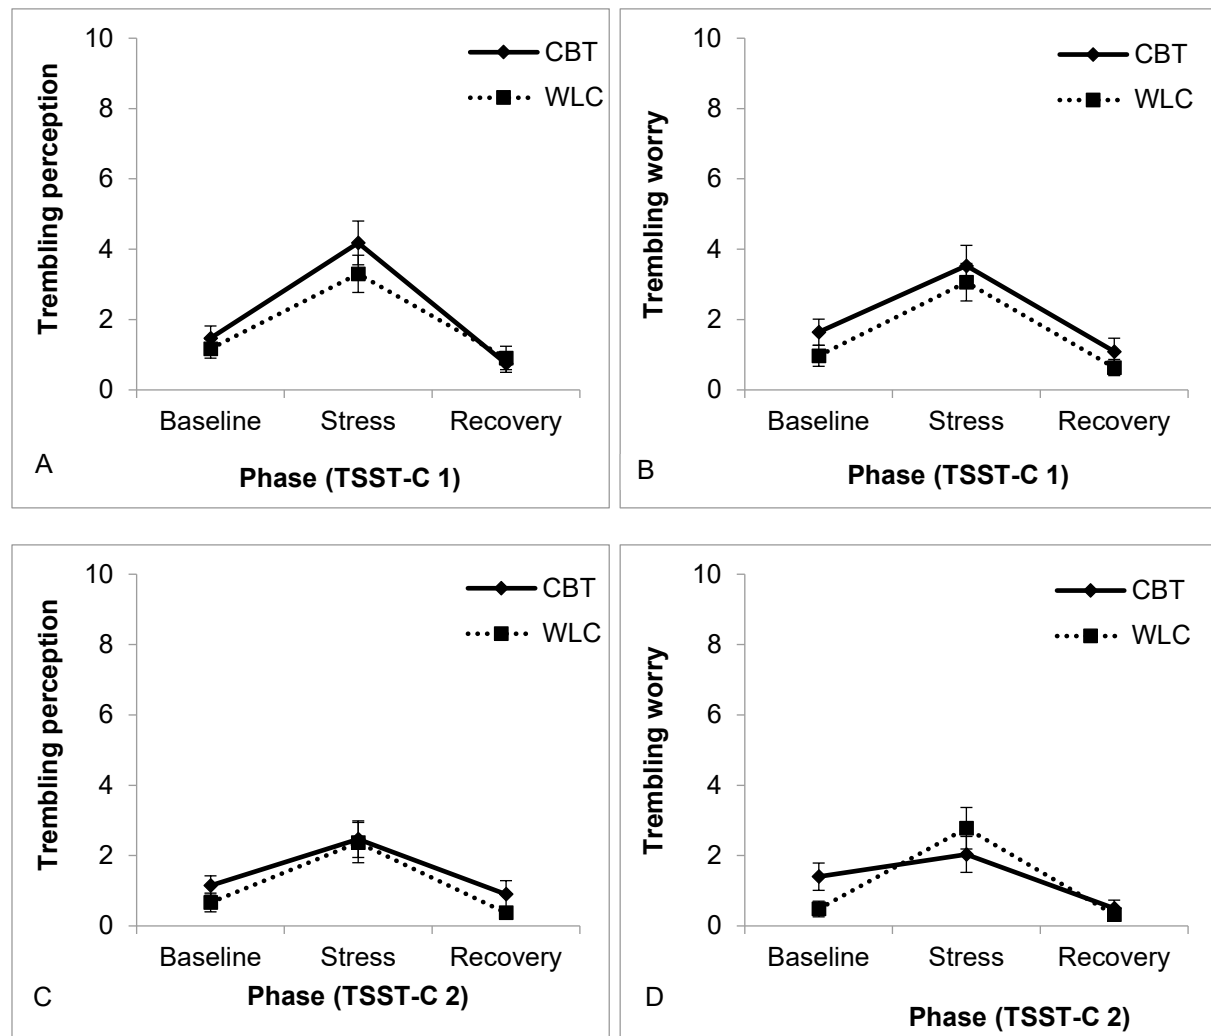 10
8
6
4
2
0
Trembling perception
CBT
WLC
Baseline Stress Recovery
A
Phase (TSST-C 1)
10
8
6
4
2
0
Trembling worry
CBT
WLC
Baseline Stress Recovery
B
Phase (TSST-C 1)
10
8
6
4
2
0
Trembling perception
CBT
WLC
Baseline Stress Recovery
C
Phase (TSST-C 2)
10
8
6
4
2
0
Trembling worry
CBT
WLC
Baseline Stress Recovery
D
Phase (TSST-C 2)